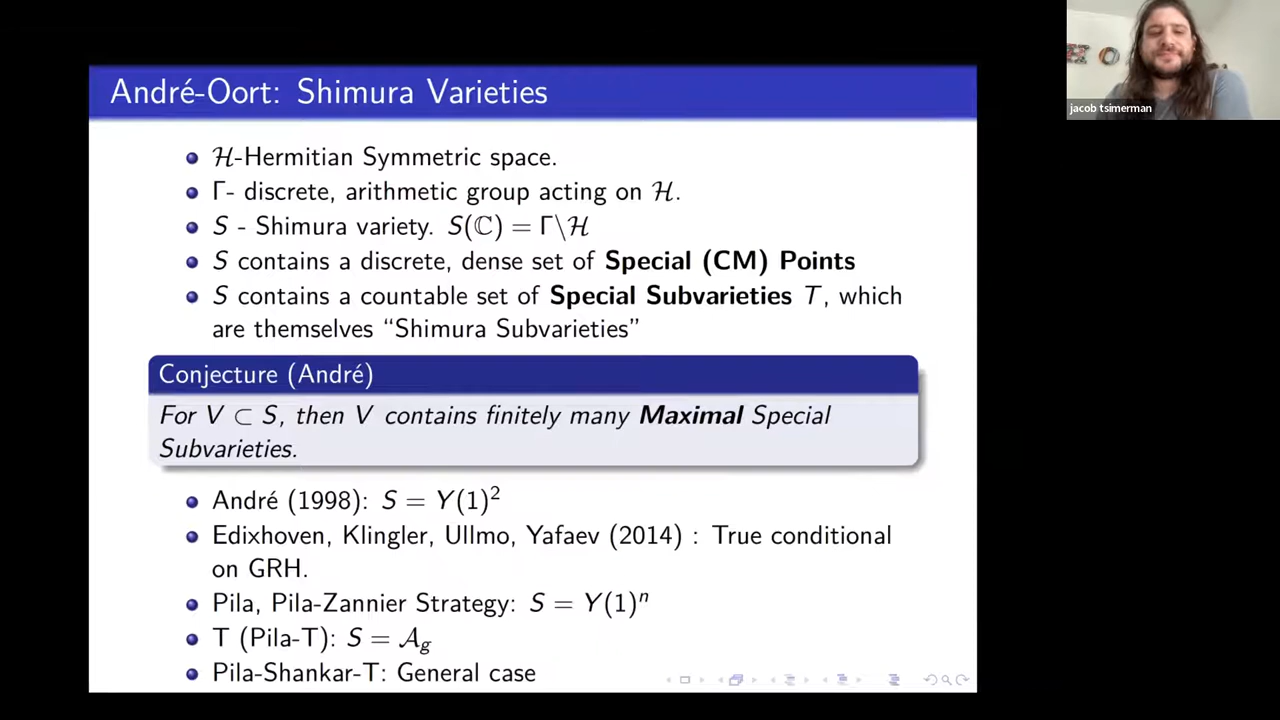 André-Oort: Shimura Varieties
ℋ-Hermitian Symmetric space.
Γ- discrete, arithmetic group acting on ℋ.
S - Shimura variety. S(ℂ) = Γ\ℋ
S contains a discrete, dense set of Special (CM) Points
S contains a countable set of Special Subvarieties T, which
are themselves “Shimura Subvarieties”
Conjecture (André)
For V ⊂ S, then V contains finitely many Maximal Special
Subvarieties.
André (1998): S = Y(1)²
Edixhoven, Klingler, Ullmo, Yafaev (2014) : True conditional
on GRH.
Pila, Pila-Zannier Strategy: S = Y(1)ⁿ
T (Pila-T): S = 𝒜_g
Pila-Shankar-T: General case
jacob tsimerman